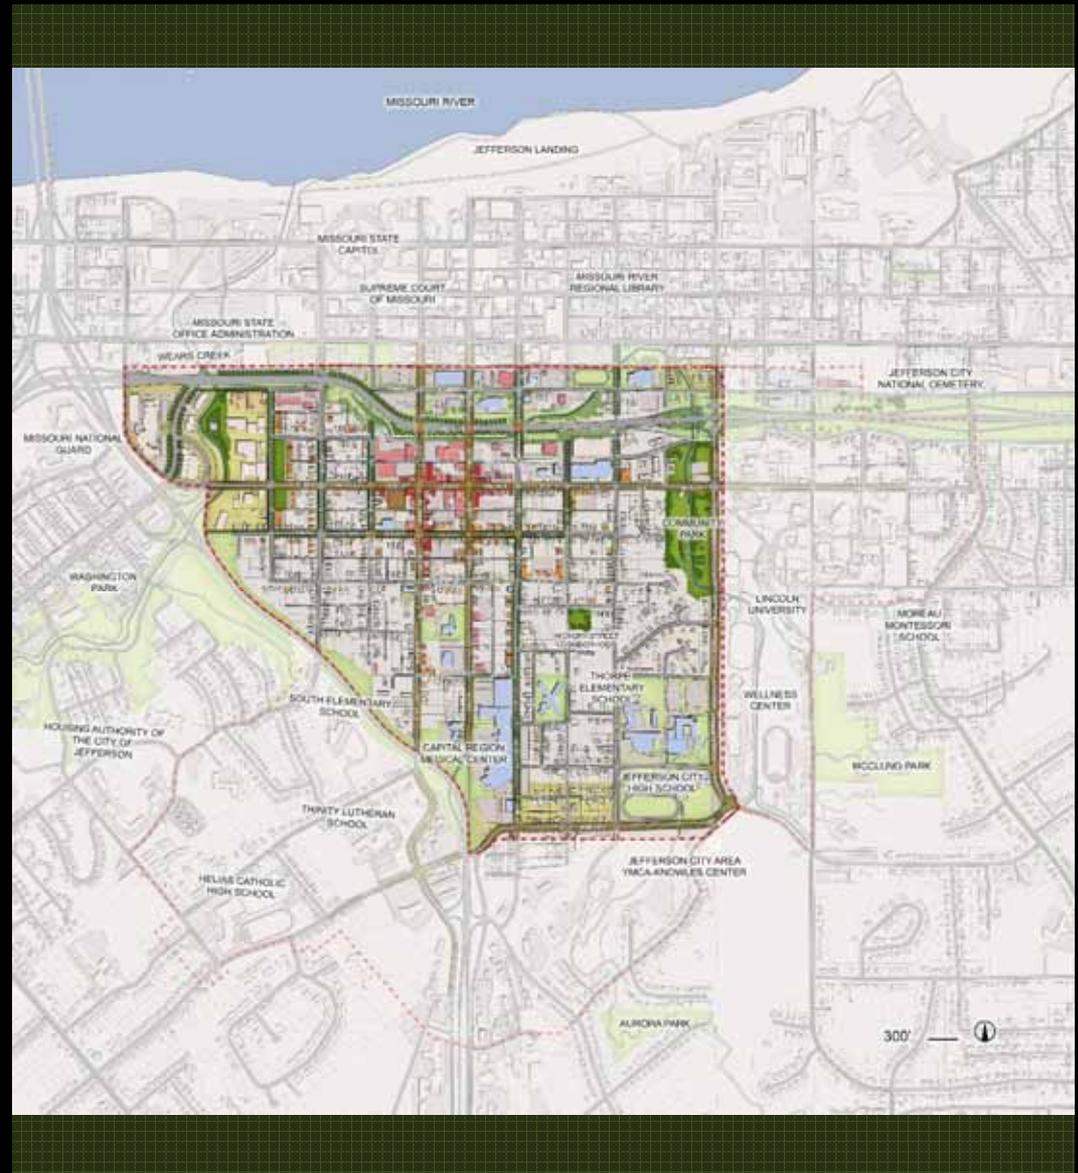 MISSOURI RIVER
JEFFERSON LANDING
MISSOURI STATE
CAPITOL
SUPREME COURT
OF MISSOURI
MISSOURI RIVER
REGIONAL LIBRARY
MISSOURI STATE
OFFICE ADMINISTRATION
WEARS CREEK
JEFFERSON CITY
NATIONAL CEMETERY
MISSOURI NATIONAL
GUARD
COMMUNITY
PARK
WASHINGTON
PARK
LINCOLN
UNIVERSITY
MOREAU
MONTESSORI
SCHOOL
THORPE
ELEMENTARY
SCHOOL
SOUTH ELEMENTARY
SCHOOL
WELLNESS
CENTER
HOUSING AUTHORITY OF
THE CITY OF
JEFFERSON
CAPITAL REGION
MEDICAL CENTER
MCCLUNG PARK
JEFFERSON CITY
HIGH SCHOOL
TRINITY LUTHERAN
SCHOOL
JEFFERSON CITY AREA
YMCA-KNOWLES CENTER
HELIAS CATHOLIC
HIGH SCHOOL
AURORA PARK
300'